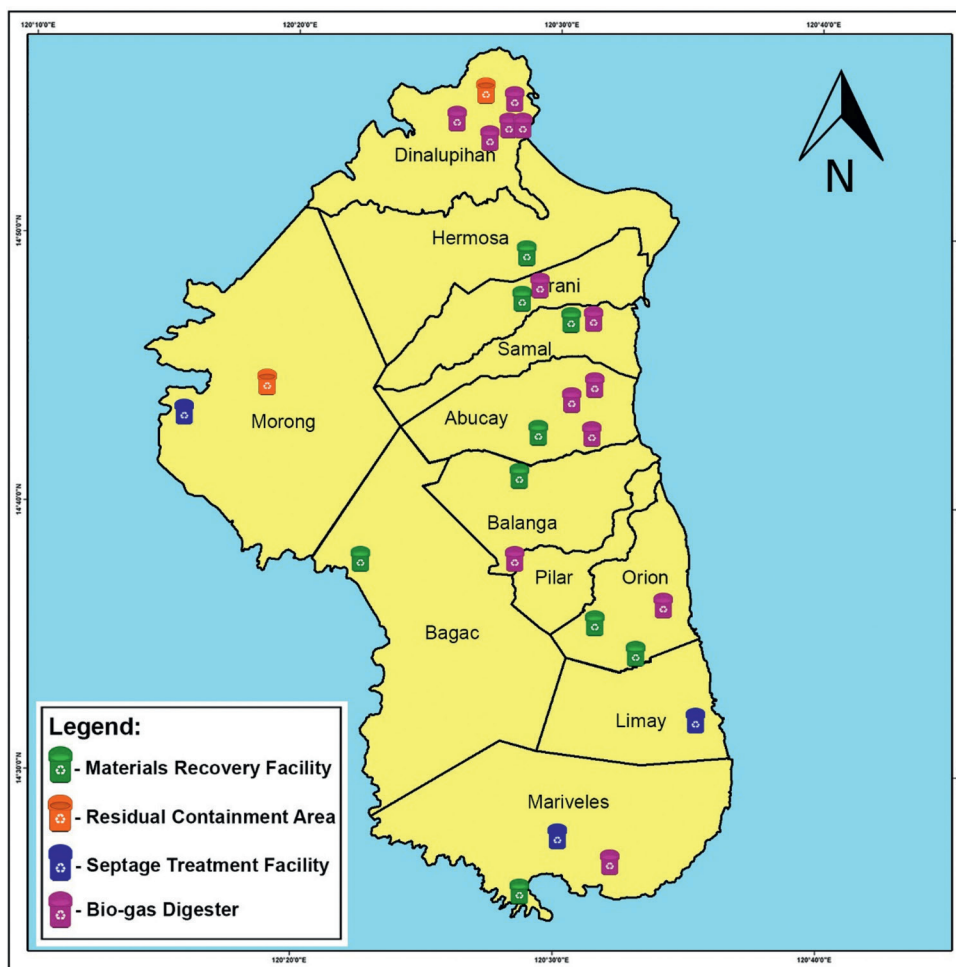 120°10'0"E
120°20'0"E
120°30'0"E
120°40'0"E
N
Dinalupihan
14°50'0"N
Hermosa
rani
Samal
Morong
Abucay
14°40'0"N
Balanga
Pilar
Orion
Bagac
Limay
Legend:
- Materials Recovery Facility
- Residual Containment Area
- Septage Treatment Facility
- Bio-gas Digester
14°30'0"N
Mariveles
120°20'0"E
120°30'0"E
120°40'0"E